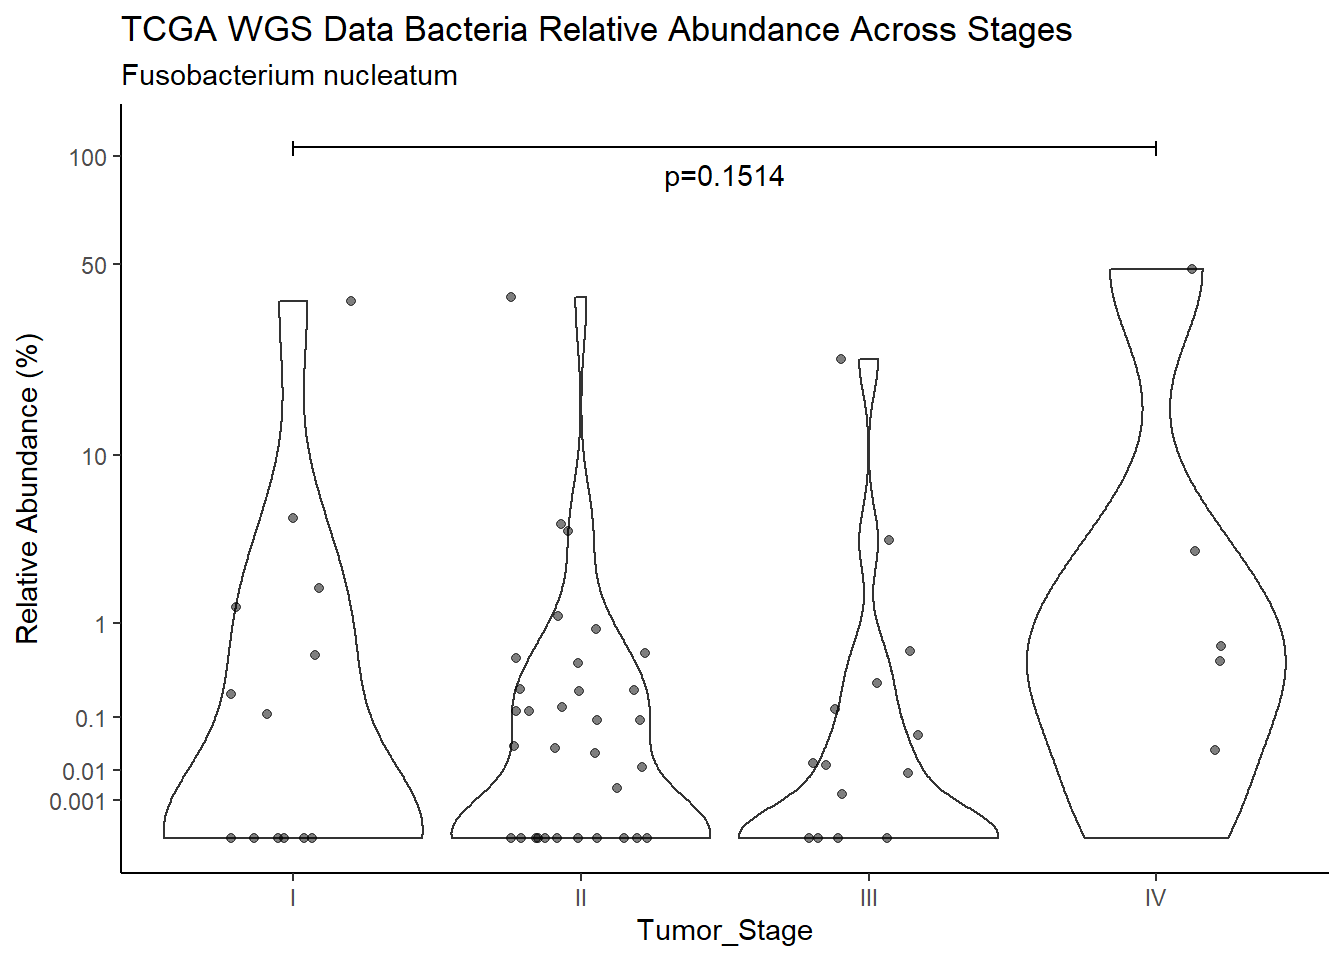 TCGA WGS Data Bacteria Relative Abundance Across Stages
Fusobacterium nucleatum
100
p=0.1514
50
10
1
0.1
0.01
0.001
Relative Abundance (%)
I II III IV
Tumor_Stage